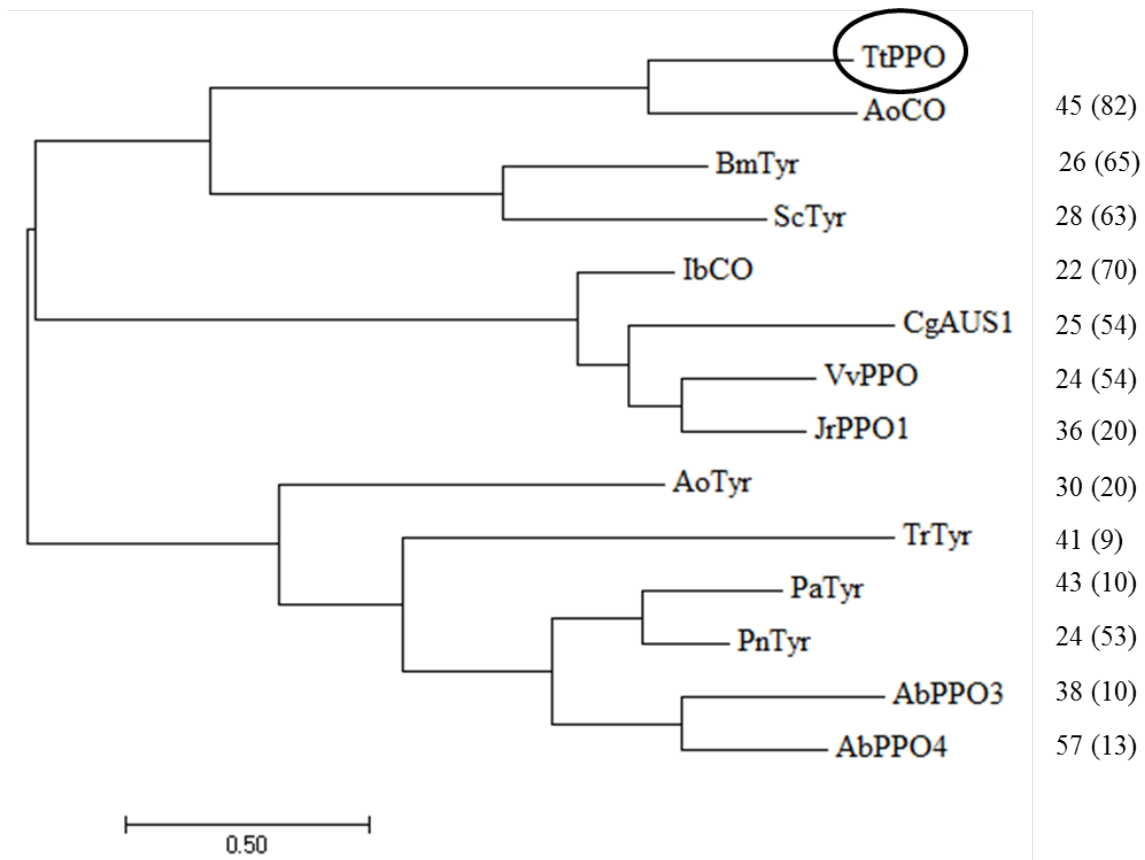 TtPPO
AoCO 45 (82)
BmTyr 26 (65)
ScTyr 28 (63)
IbCO 22 (70)
CgAUS1 25 (54)
VvPPO 24 (54)
JrPPO1 36 (20)
AoTyr 30 (20)
TrTyr 41 (9)
PaTyr 43 (10)
PnTyr 24 (53)
AbPPO3 38 (10)
AbPPO4 57 (13)
0.50